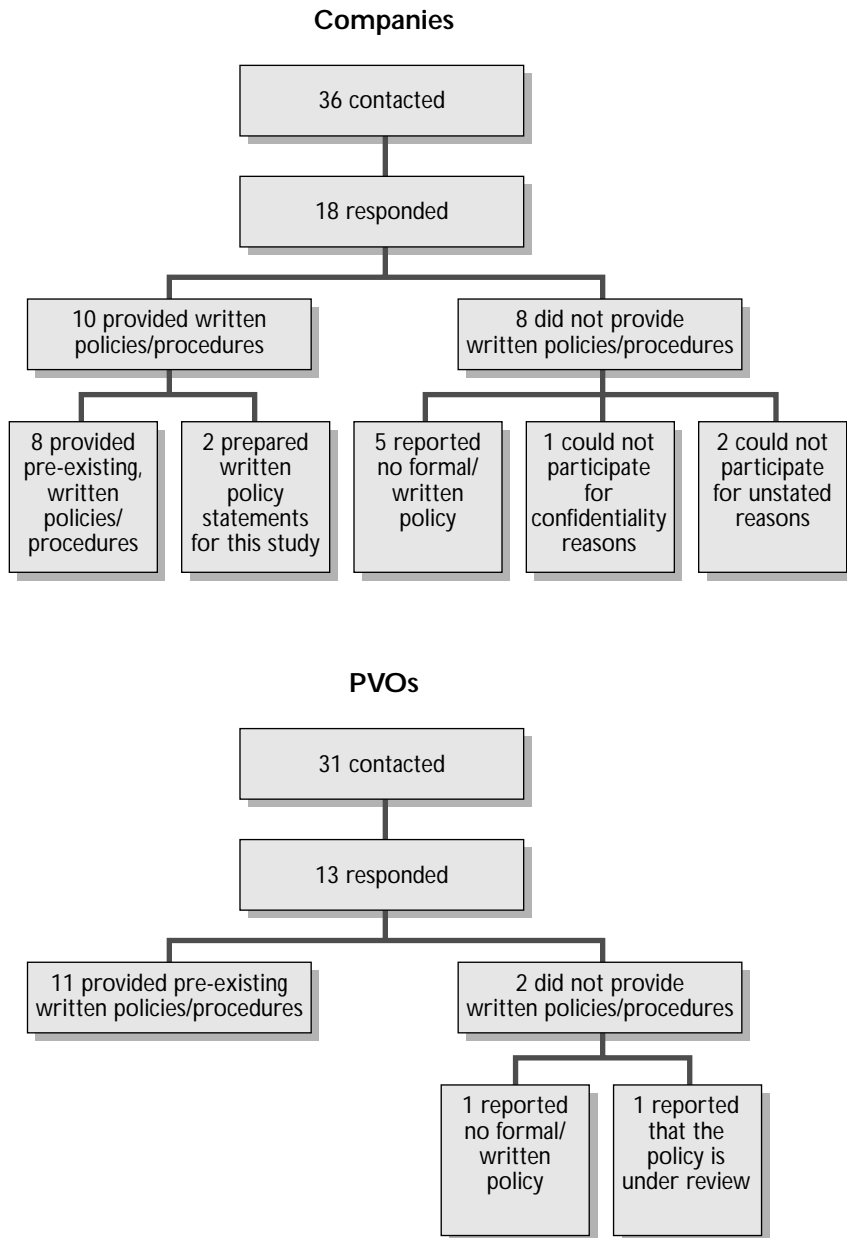 Companies
36 contacted
18 responded
10 provided written
policies/procedures
8 did not provide
written policies/procedures
8 provided
pre-existing,
written
policies/
procedures
2 prepared
written
policy
statements
for this study
5 reported
no formal/
written
policy
1 could not
participate
for
confidentiality
reasons
2 could not
participate
for unstated
reasons
PVOs
31 contacted
13 responded
11 provided pre-existing
written policies/procedures
2 did not provide
written policies/procedures
1 reported
no formal/
written
policy
1 reported
that the
policy is
under review